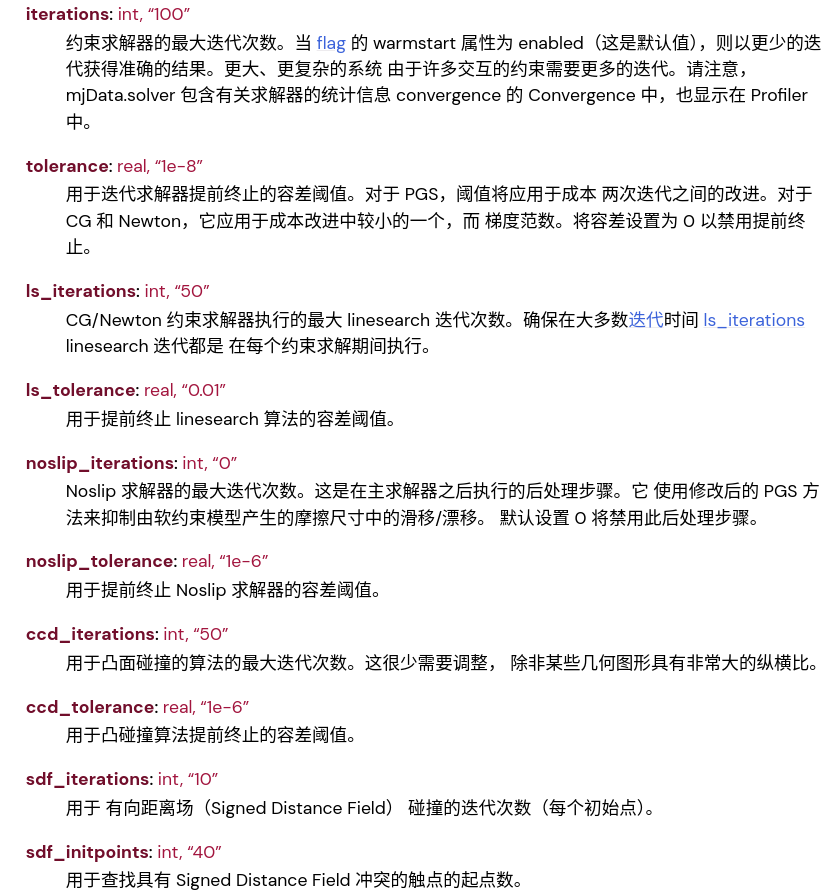 iterations: int, “100”
约束求解器的最大迭代次数。当 flag 的 warmstart 属性为 enabled（这是默认值），则以更少的迭
代获得准确的结果。更大、更复杂的系统 由于许多交互的约束需要更多的迭代。请注意，
mjData.solver 包含有关求解器的统计信息 convergence 的 Convergence 中，也显示在 Profiler
中。
tolerance: real, “1e-8”
用于迭代求解器提前终止的容差阈值。对于 PGS，阈值将应用于成本 两次迭代之间的改进。对于
CG 和 Newton，它应用于成本改进中较小的一个，而 梯度范数。将容差设置为 0 以禁用提前终
止。
ls_iterations: int, “50”
CG/Newton 约束求解器执行的最大 linesearch 迭代次数。确保在大多数迭代时间 ls_iterations
linesearch 迭代都是 在每个约束求解期间执行。
ls_tolerance: real, “0.01”
用于提前终止 linesearch 算法的容差阈值。
noslip_iterations: int, “0”
Noslip 求解器的最大迭代次数。这是在主求解器之后执行的后处理步骤。它 使用修改后的 PGS 方
法来抑制由软约束模型产生的摩擦尺寸中的滑移/漂移。 默认设置 0 将禁用此后处理步骤。
noslip_tolerance: real, “1e-6”
用于提前终止 Noslip 求解器的容差阈值。
ccd_iterations: int, “50”
用于凸面碰撞的算法的最大迭代次数。这很少需要调整， 除非某些几何图形具有非常大的纵横比。
ccd_tolerance: real, “1e-6”
用于凸碰撞算法提前终止的容差阈值。
sdf_iterations: int, “10”
用于 有向距离场（Signed Distance Field） 碰撞的迭代次数（每个初始点）。
sdf_initpoints: int, “40”
用于查找具有 Signed Distance Field 冲突的触点的起点数。